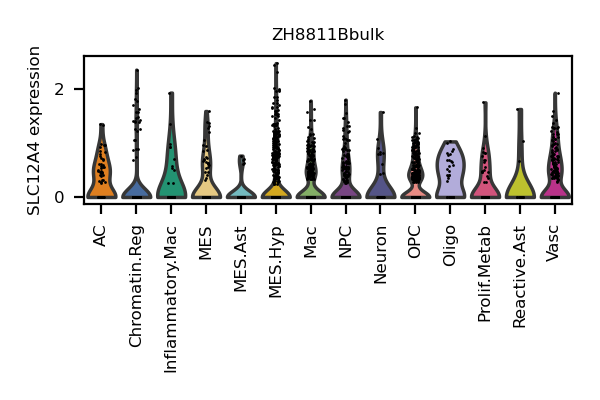 ZH8811Bbulk
SLC12A4 expression
2
0
AC
Chromatin.Reg
Inflammatory.Mac
MES
MES.Ast
MES.Hyp
Mac
NPC
Neuron
OPC
Oligo
Prolif.Metab
Reactive.Ast
Vasc